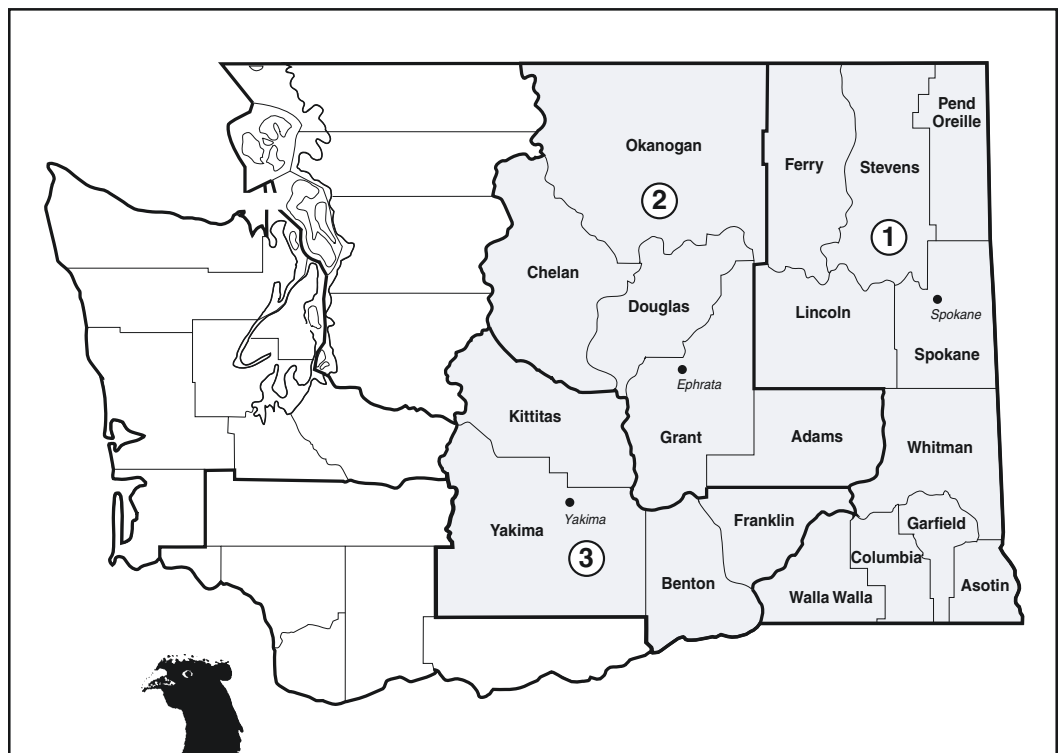 Pend
Oreille
Okanogan
Ferry
Stevens
2
1
Chelan
Douglas
Lincoln
Spokane
Spokane
Ephrata
Kittitas
Grant
Adams
Whitman
Yakima
Yakima
Franklin
Garfield
3
Columbia
Benton
Walla Walla
Asotin